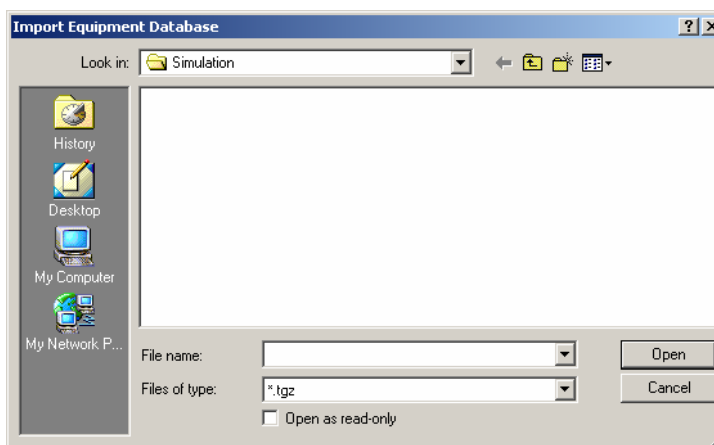 Import Equipment Database
Look in: Simulation
History
Desktop
My Computer
My Network P...
File name:
Open
Files of type: *.tgz
Cancel
Open as read-only